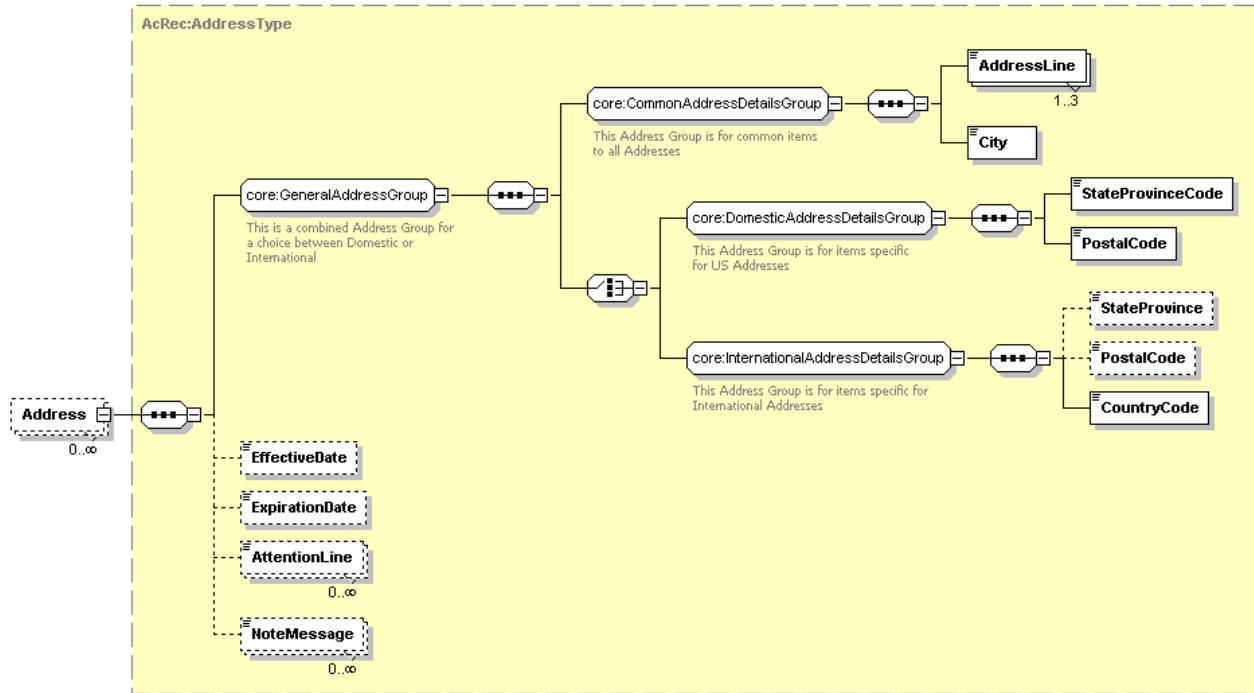 AcRec:AddressType
AddressLine
1..3
core:CommonAddressDetailsGroup
This Address Group is for common items
to all Addresses
City
core:GeneralAddressGroup
This is a combined Address Group for
a choice between Domestic or
International
StateProvinceCode
core:DomesticAddressDetailsGroup
This Address Group is for items specific
for US Addresses
PostalCode
StateProvince
core:InternationalAddressDetailsGroup
This Address Group is for items specific for
International Addresses
PostalCode
CountryCode
Address
0..∞
EffectiveDate
ExpirationDate
AttentionLine
0..∞
NoteMessage
0..∞